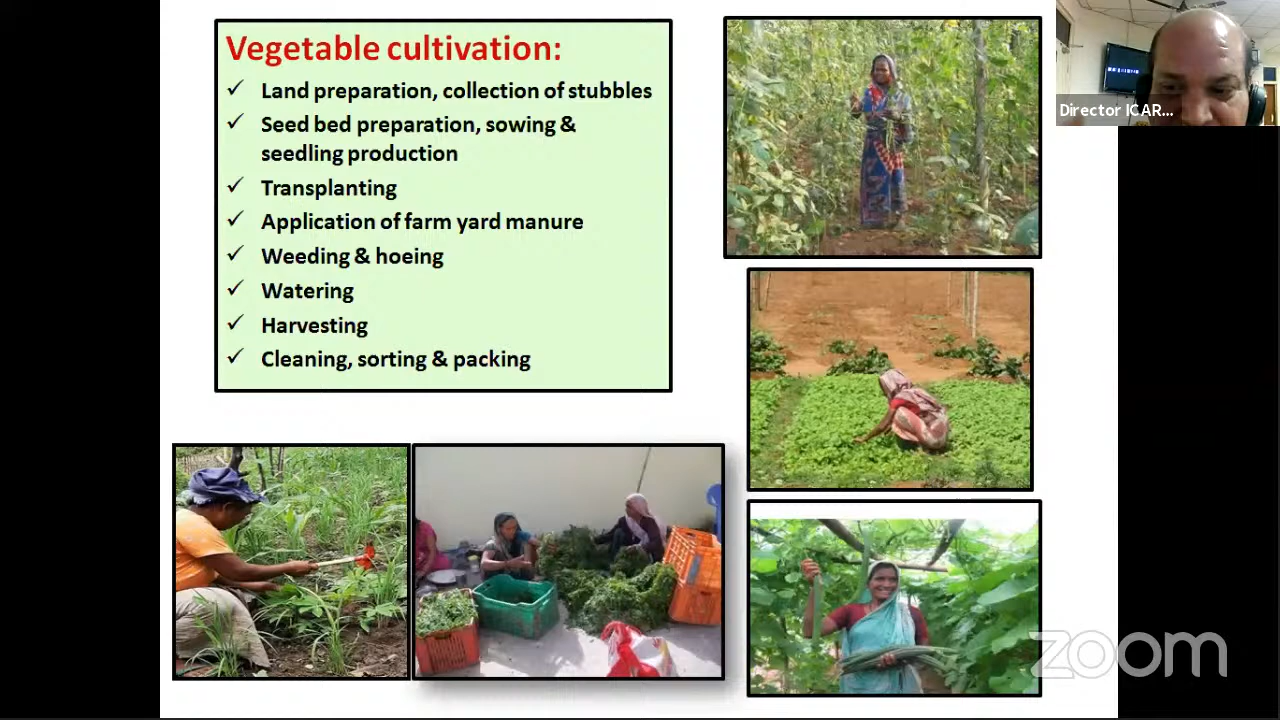 Vegetable cultivation:
✓ Land preparation, collection of stubbles
✓ Seed bed preparation, sowing &
seedling production
✓ Transplanting
✓ Application of farm yard manure
✓ Weeding & hoeing
✓ Watering
✓ Harvesting
✓ Cleaning, sorting & packing
Director ICAR...
zoom